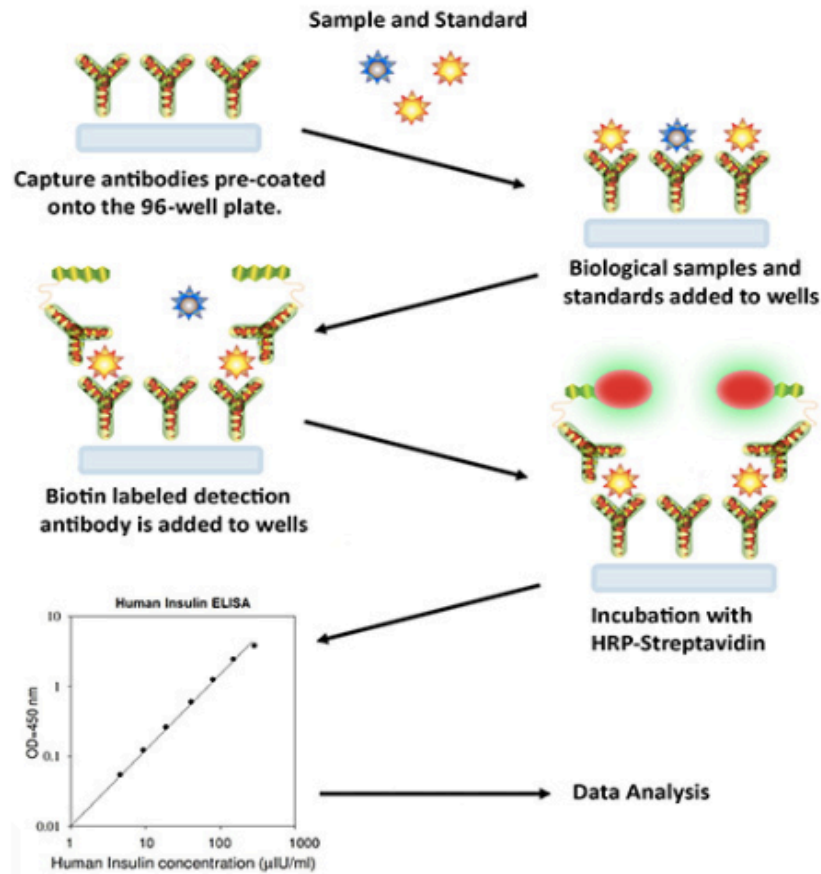 Sample and Standard
Capture antibodies pre-coated
onto the 96-well plate.
Biological samples and
standards added to wells
Biotin labeled detection
antibody is added to wells
Incubation with
HRP-Streptavidin
Human Insulin ELISA
OD=450 nm
10
1
0.1
0.01
1
10
100
1000
Human Insulin concentration (µIU/ml)
Data Analysis